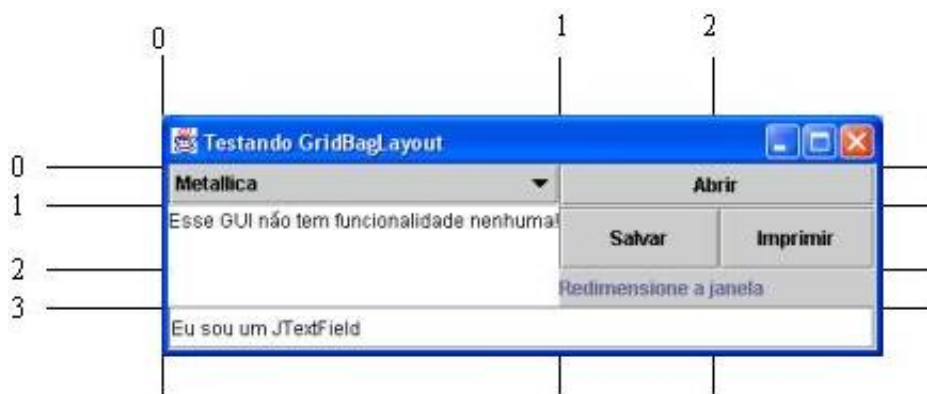 0
1
2
Testando GridBagLayout
0
Metallica
Abrir
1
Esse GUI não tem funcionalidade nenhuma!
Salvar
Imprimir
2
Redimensione a janela
3
Eu sou um JTextField